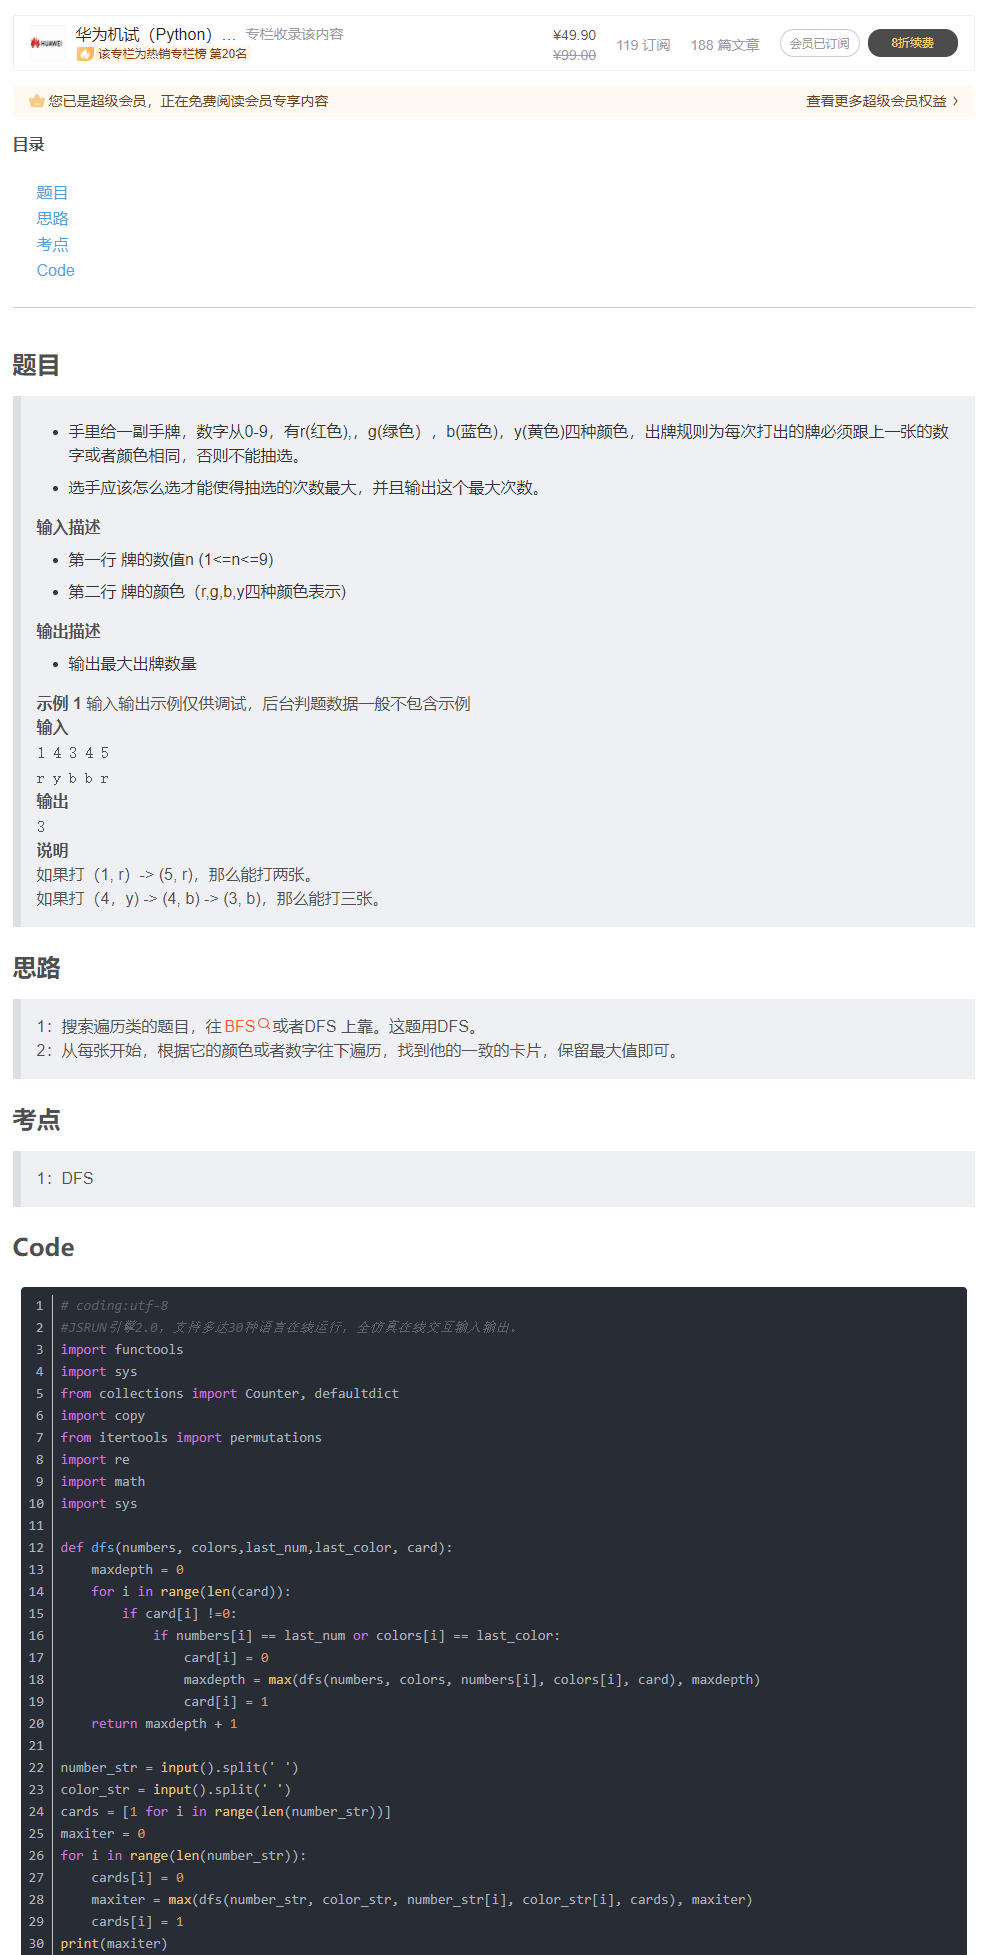 HUAWEI
华为机试（Python）... 专栏收录该内容
该专栏为热销专栏榜 第20名
¥49.90
¥99.00
119 订阅 188 篇文章 会员已订阅 8折续费
您已是超级会员，正在免费阅读会员专享内容 查看更多超级会员权益
目录
题目
思路
考点
Code
题目
• 手里给一副手牌，数字从0-9，有r(红色),，g(绿色），b(蓝色)，y(黄色)四种颜色，出牌规则为每次打出的牌必须跟上一张的数
字或者颜色相同，否则不能抽选。
• 选手应该怎么选才能使得抽选的次数最大，并且输出这个最大次数。
输入描述
• 第一行 牌的数值n (1<=n<=9)
• 第二行 牌的颜色（r,g,b,y四种颜色表示)
输出描述
• 输出最大出牌数量
示例 1 输入输出示例仅供调试，后台判题数据一般不包含示例
输入
1 4 3 4 5
r y b b r
输出
3
说明
如果打（1, r）-> (5, r)，那么能打两张。
如果打（4，y) -> (4, b) -> (3, b)，那么能打三张。
思路
1：搜索遍历类的题目，往 BFS 或者DFS 上靠。这题用DFS。
2：从每张开始，根据它的颜色或者数字往下遍历，找到他的一致的卡片，保留最大值即可。
考点
1：DFS
Code
1 # coding:utf-8
2 #JSRUN引擎2.0，支持多达30种语言在线运行，全仿真在线交互输入输出。
3 import functools
4 import sys
5 from collections import Counter, defaultdict
6 import copy
7 from itertools import permutations
8 import re
9 import math
10 import sys
11
12 def dfs(numbers, colors,last_num,last_color, card):
13     maxdepth = 0
14     for i in range(len(card)):
15         if card[i] !=0:
16             if numbers[i] == last_num or colors[i] == last_color:
17                 card[i] = 0
18                 maxdepth = max(dfs(numbers, colors, numbers[i], colors[i], card), maxdepth)
19                 card[i] = 1
20     return maxdepth + 1
21
22 number_str = input().split(' ')
23 color_str = input().split(' ')
24 cards = [1 for i in range(len(number_str))]
25 maxiter = 0
26 for i in range(len(number_str)):
27     cards[i] = 0
28     maxiter = max(dfs(number_str, color_str, number_str[i], color_str[i], cards), maxiter)
29     cards[i] = 1
30 print(maxiter)